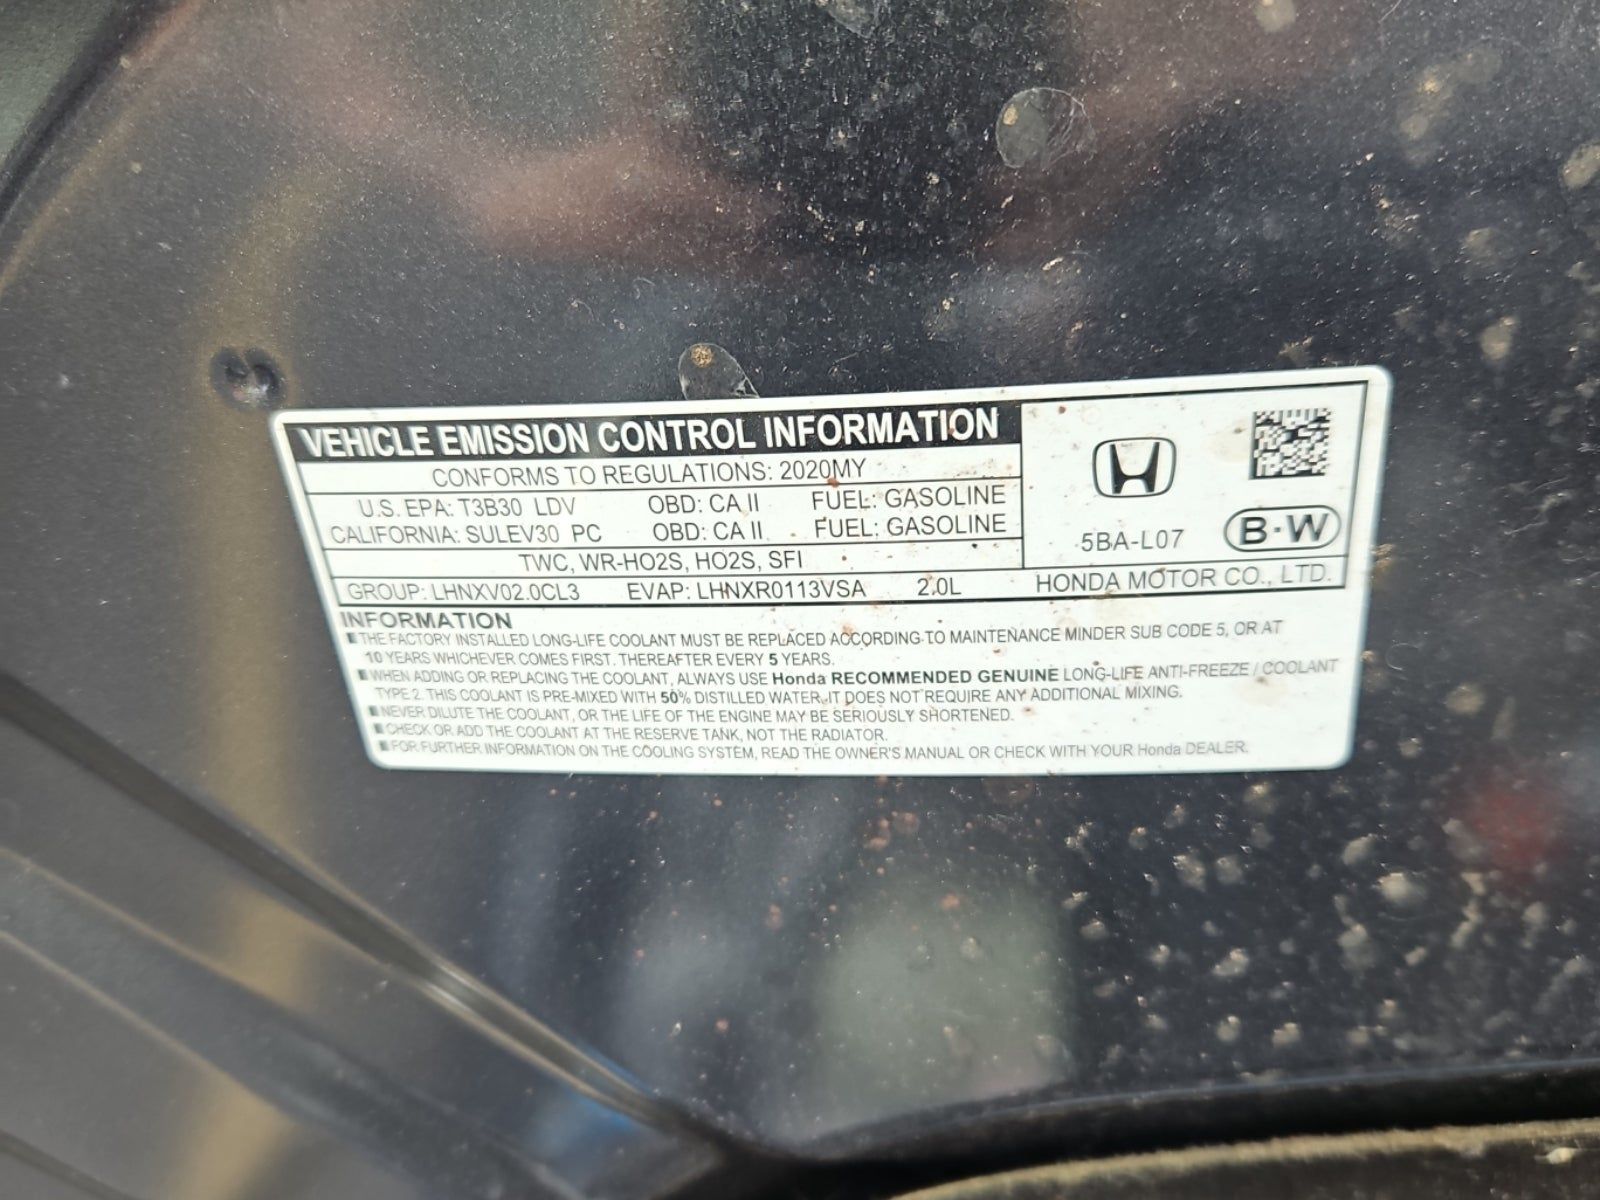 VEHICLE EMISSION CONTROL INFORMATION
CONFORMS TO REGULATIONS: 2020MY
U.S. EPA: T3B30 LDV OBD: CA II FUEL: GASOLINE
CALIFORNIA: SULEV30 PC OBD: CA II FUEL: GASOLINE
TWC, WR-HO2S, HO2S, SFI
5BA-L07 B·W
GROUP: LHNXV02.0CL3 EVAP: LHNXR0113VSA 2.0L HONDA MOTOR CO., LTD.
INFORMATION
■THE FACTORY INSTALLED LONG-LIFE COOLANT MUST BE REPLACED ACCORDING TO MAINTENANCE MINDER SUB CODE 5, OR AT
10 YEARS WHICHEVER COMES FIRST. THEREAFTER EVERY 5 YEARS.
■WHEN ADDING OR REPLACING THE COOLANT, ALWAYS USE Honda RECOMMENDED GENUINE LONG-LIFE ANTI-FREEZE / COOLANT
TYPE 2. THIS COOLANT IS PRE-MIXED WITH 50% DISTILLED WATER. IT DOES NOT REQUIRE ANY ADDITIONAL MIXING.
■NEVER DILUTE THE COOLANT, OR THE LIFE OF THE ENGINE MAY BE SERIOUSLY SHORTENED.
■CHECK OR ADD THE COOLANT AT THE RESERVE TANK, NOT THE RADIATOR.
■FOR FURTHER INFORMATION ON THE COOLING SYSTEM, READ THE OWNER'S MANUAL OR CHECK WITH YOUR Honda DEALER.